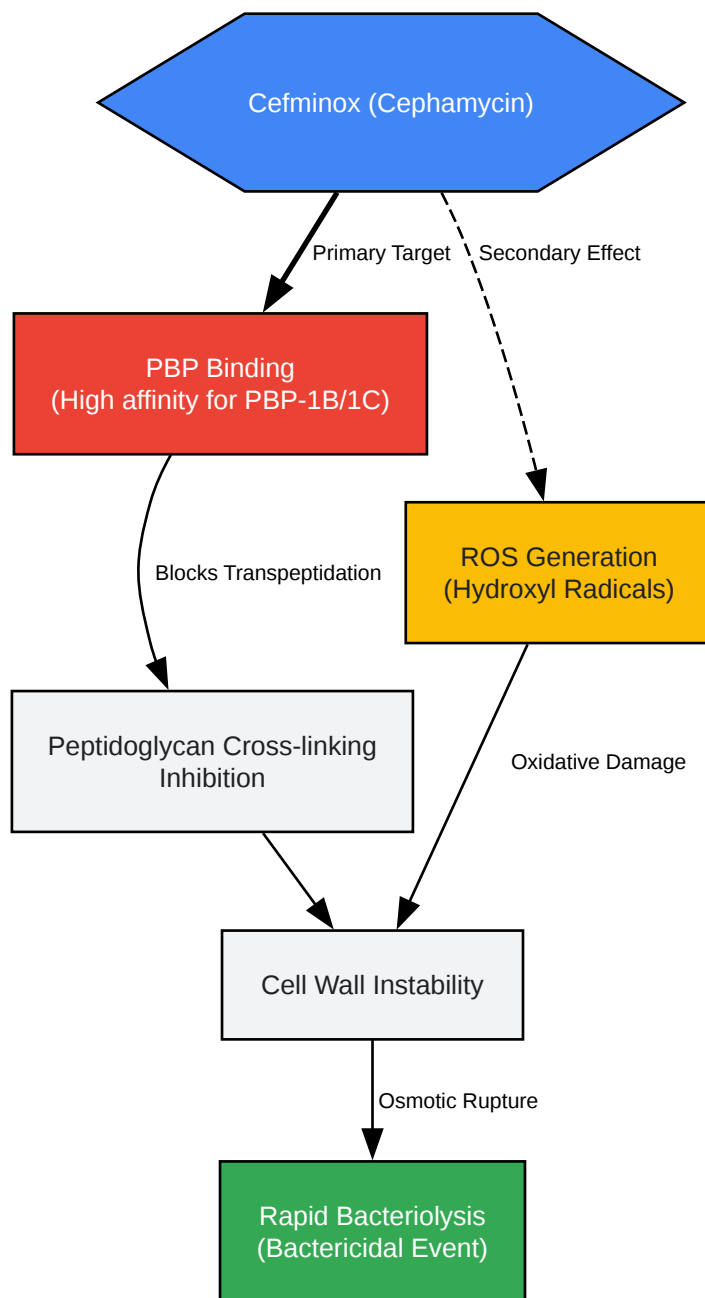 Cefminox (Cephamycin)
Primary Target
Secondary Effect
PBP Binding
(High affinity for PBP-1B/1C)
ROS Generation
(Hydroxyl Radicals)
Blocks Transpeptidation
Peptidoglycan Cross-linking
Inhibition
Oxidative Damage
Cell Wall Instability
Osmotic Rupture
Rapid Bacteriolysis
(Bactericidal Event)